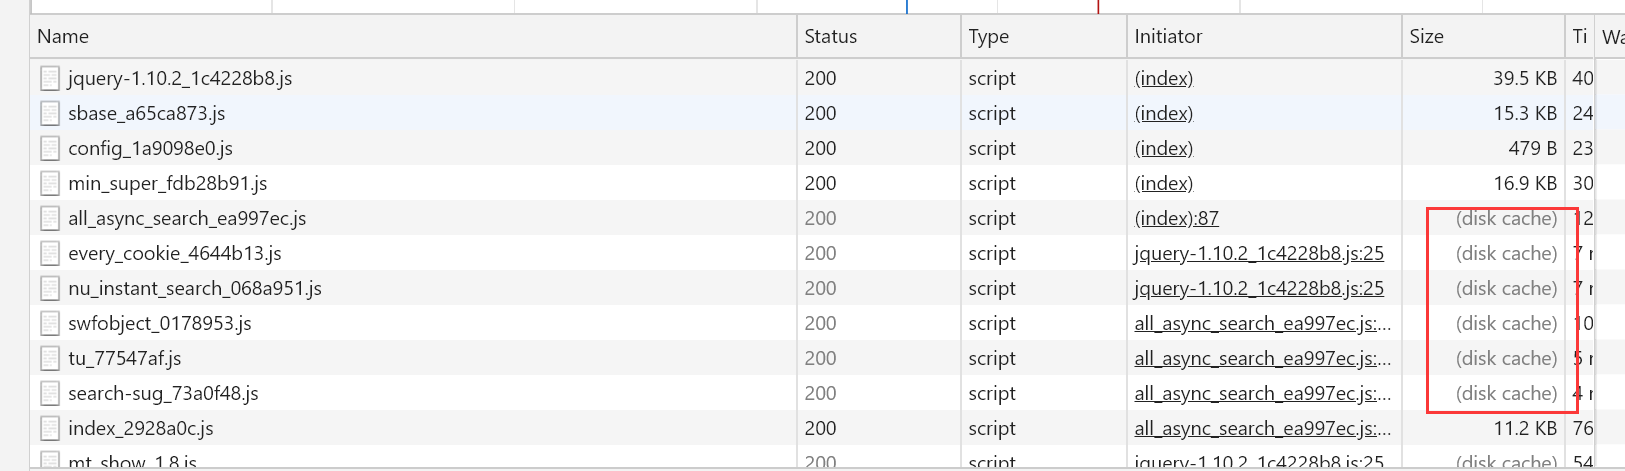 Name Status Type Initiator Size Ti Wa
jquery-1.10.2_1c4228b8.js 200 script (index) 39.5 KB 40
sbase_a65ca873.js 200 script (index) 15.3 KB 24
config_1a9098e0.js 200 script (index) 479 B 23
min_super_fdb28b91.js 200 script (index) 16.9 KB 30
all_async_search_ea997ec.js 200 script (index):87 (disk cache) 12
every_cookie_4644b13.js 200 script jquery-1.10.2_1c4228b8.js:25 (disk cache) 7 r
nu_instant_search_068a951.js 200 script jquery-1.10.2_1c4228b8.js:25 (disk cache) 7 r
swfobject_0178953.js 200 script all_async_search_ea997ec.js:... (disk cache) 10
tu_77547af.js 200 script all_async_search_ea997ec.js:... (disk cache) 5 r
search-sug_73a0f48.js 200 script all_async_search_ea997ec.js:... (disk cache) 4 r
index_2928a0c.js 200 script all_async_search_ea997ec.js:... 11.2 KB 76
mt_show_1.8.js 200 script jquery-1.10.2_1c4228b8.js:25 (disk cache) 54